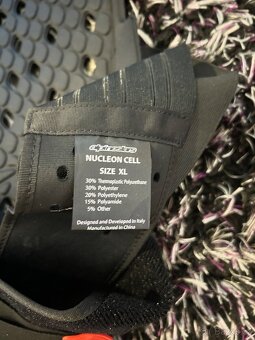 alpinestars
NUCLEON CELL
SIZE XL
30% Thermoplastic Polyurethane
30% Polyester
20% Polyethylene
15% Polyamide
5% Other
Designed and Developed in Italy
Manufactured in China